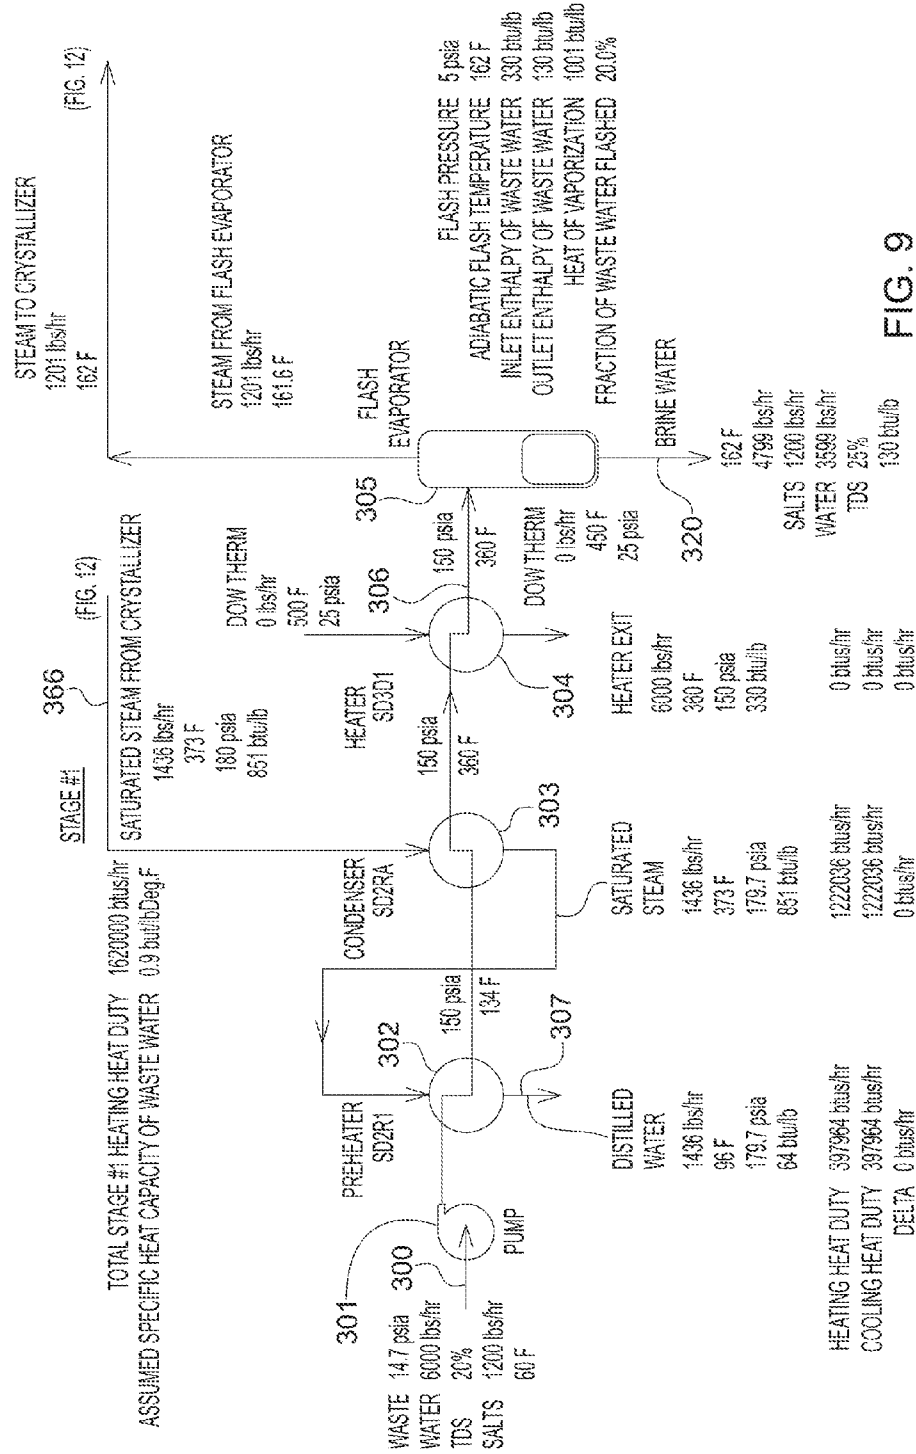 STAGE #1
TOTAL STAGE #1 HEATING HEAT DUTY 1620000 btus/hr
ASSUMED SPECIFIC HEAT CAPACITY OF WASTE WATER 0.9 but/lbDeg.F
366
(FIG. 12)
SATURATED STEAM FROM CRYSTALLIZER
1436 lbs/hr
373 F
180 psia
851 btu/lb
STEAM TO CRYSTALLIZER
1201 lbs/hr
162 F
(FIG. 12)
STEAM FROM FLASH EVAPORATOR
1201 lbs/hr
161.6 F
DOW THERM
0 lbs/hr
500 F
25 psia
WASTE 14.7 psia
WATER 6000 lbs/hr
TDS 20%
SALTS 1200 lbs/hr
60 F
300
301
PUMP
PREHEATER
SD2R1
302
150 psia
134 F
CONDENSER
SD2RA
303
150 psia
360 F
HEATER
SD3D1
304
306
150 psia
360 F
305
FLASH
EVAPORATOR
FLASH PRESSURE 5 psia
ADIABATIC FLASH TEMPERATURE 162 F
INLET ENTHALPY OF WASTE WATER 330 btu/lb
OUTLET ENTHALPY OF WASTE WATER 130 btu/lb
HEAT OF VAPORIZATION 1001 btu/lb
FRACTION OF WASTE WATER FLASHED 20.0%
DOW THERM
0 lbs/hr
450 F
25 psia
BRINE WATER
320
162 F
4799 lbs/hr
SALTS 1200 lbs/hr
WATER 3599 lbs/hr
TDS 25%
130 btu/lb
307
DISTILLED
WATER
1436 lbs/hr
96 F
179.7 psia
64 btu/lb
SATURATED
STEAM
1436 lbs/hr
373 F
179.7 psia
851 btu/lb
HEATER EXIT
6000 lbs/hr
360 F
150 psia
330 btu/lb
HEATING HEAT DUTY 397964 btus/hr 1222036 btus/hr 0 btus/hr
COOLING HEAT DUTY 397964 btus/hr 1222036 btus/hr 0 btus/hr
DELTA 0 btus/hr 0 btus/hr 0 btus/hr
FIG. 9